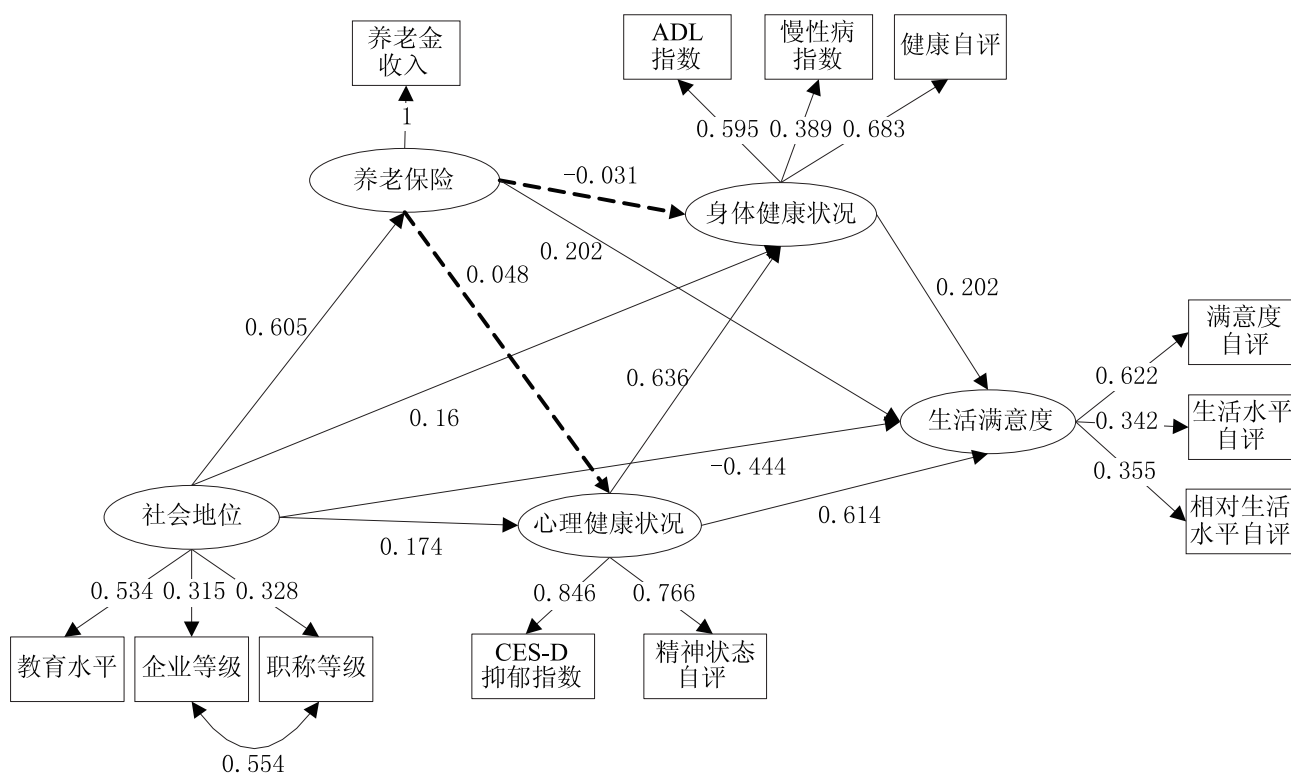 养老金
收入
ADL
指数
慢性病
指数
健康自评
1
0.595
0.389
0.683
养老保险
-0.031
身体健康状况
0.202
0.048
0.202
0.605
0.636
0.16
满意度
自评
0.622
生活满意度
-0.342
生活水平
自评
-0.444
0.355
社会地位
心理健康状况
0.614
相对生活
水平自评
0.174
0.534
0.315
0.328
0.846
0.766
教育水平
企业等级
职称等级
CES-D
抑郁指数
精神状态
自评
0.554